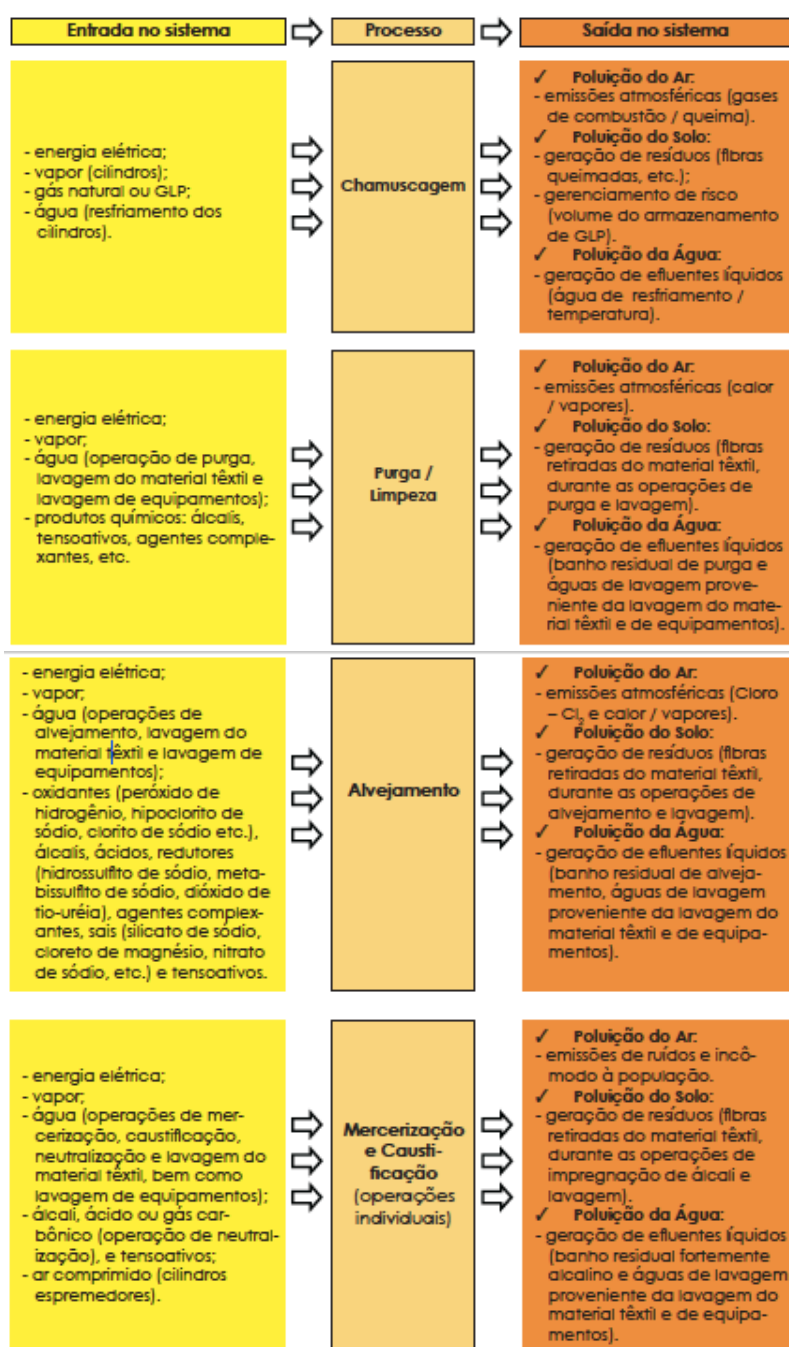 Entrada no sistema
Processo
Saída no sistema
- energia elétrica;
- vapor (cilindros);
- gás natural ou GLP;
- água (resfriamento dos
cilindros).
Chamuscagem
✓ Poluição do Ar:
- emissões atmosféricas (gases
de combustão / queima).
✓ Poluição do Solo:
- geração de resíduos (fibras
queimadas, etc.);
- gerenciamento de risco
(volume do armazenamento
de GLP).
✓ Poluição da Água:
- geração de efluentes líquidos
(água de resfriamento /
temperatura).
- energia elétrica;
- vapor;
- água (operação de purga,
lavagem do material têxtil e
lavagem de equipamentos);
- produtos químicos: álcalis,
tensoativos, agentes comple-
xantes, etc.
Purga /
Limpeza
✓ Poluição do Ar:
- emissões atmosféricas (calor
/ vapores).
✓ Poluição do Solo:
- geração de resíduos (fibras
retiradas do material têxtil,
durante as operações de
purga e lavagem).
✓ Poluição da Água:
- geração de efluentes líquidos
(banho residual de purga e
águas de lavagem prove-
niente da lavagem do mate-
rial têxtil e de equipamentos).
- energia elétrica;
- vapor;
- água (operações de
alvejamento, lavagem do
material têxtil e lavagem de
equipamentos);
- oxidantes (peróxido de
hidrogênio, hipoclorito de
sódio, clorito de sódio etc.),
álcalis, ácidos, redutores
(hidrossulfito de sódio, meta-
bissulfito de sódio, dióxido de
tio-uréia), agentes complex-
antes, sais (silicato de sódio,
cloreto de magnésio, nitrato
de sódio, etc.) e tensoativos.
Alvejamento
✓ Poluição do Ar:
- emissões atmosféricas (Cloro
– Cl₂ e calor / vapores).
✓ Poluição do Solo:
- geração de resíduos (fibras
retiradas do material têxtil,
durante as operações de
alvejamento e lavagem).
✓ Poluição da Água:
- geração de efluentes líquidos
(banho residual de alveja-
mento, águas de lavagem
proveniente da lavagem do
material têxtil e de equipa-
mentos).
- energia elétrica;
- vapor;
- água (operações de mer-
cerização, caustificação,
neutralização e lavagem do
material têxtil, bem como
lavagem de equipamentos);
- álcali, ácido ou gás car-
bônico (operação de neutral-
ização), e tensoativos;
- ar comprimido (cilindros
espremedores).
Mercerização
e Causti-
ficação
(operações
individuais)
✓ Poluição do Ar:
- emissões de ruídos e incô-
modo à população.
✓ Poluição do Solo:
- geração de resíduos (fibras
retiradas do material têxtil,
durante as operações de
impregnação de álcali e
lavagem).
✓ Poluição da Água:
- geração de efluentes líquidos
(banho residual fortemente
alcalino e águas de lavagem
proveniente da lavagem do
material têxtil e de equipa-
mentos).